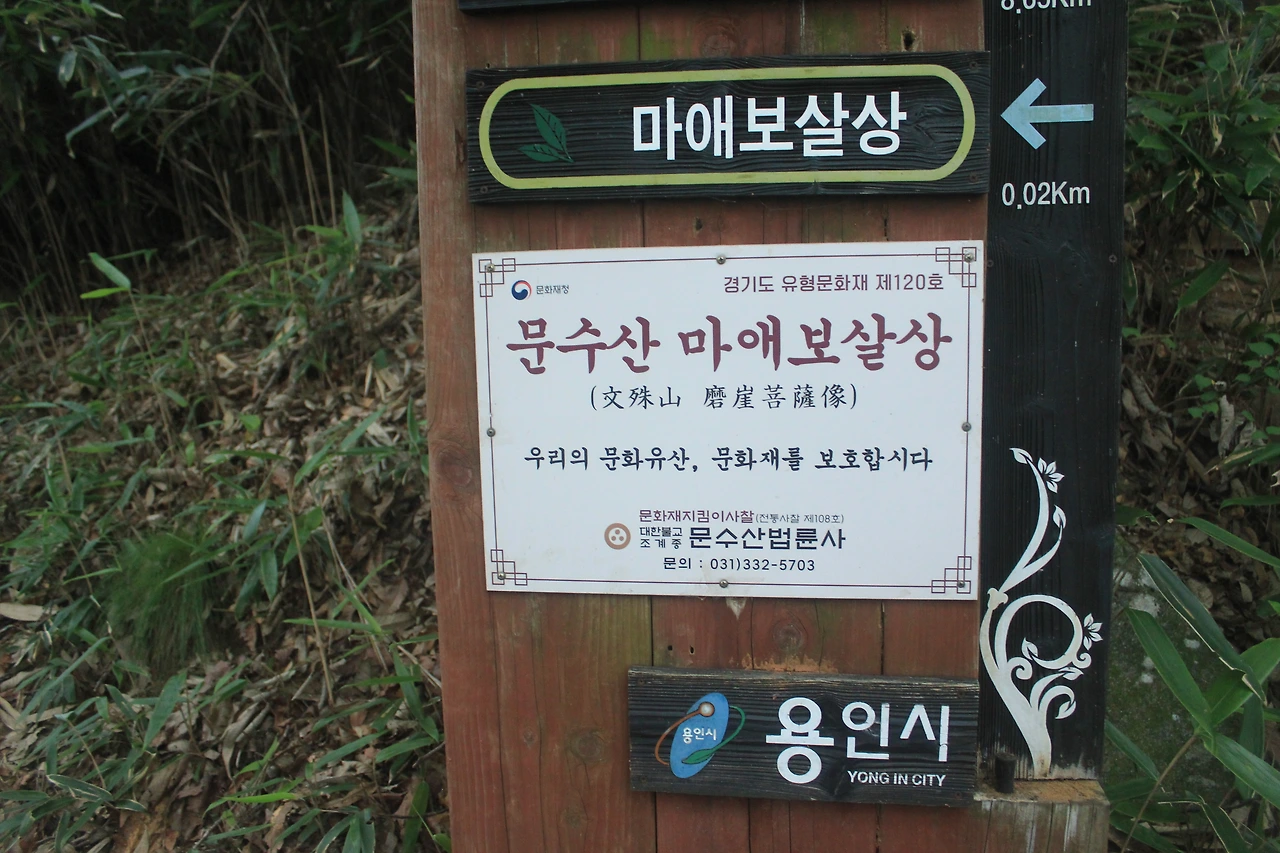 8.05Km
마애보살상
0.02Km
문화재청
경기도 유형문화재 제120호
문수산 마애보살상
(文殊山 磨崖菩薩像)
우리의 문화유산, 문화재를 보호합시다
문화재지킴이사찰(전통사찰 제108호)
대한불교
조계종 문수산법륜사
문의 : 031)332-5703
용인시
용인시
YONG IN CITY